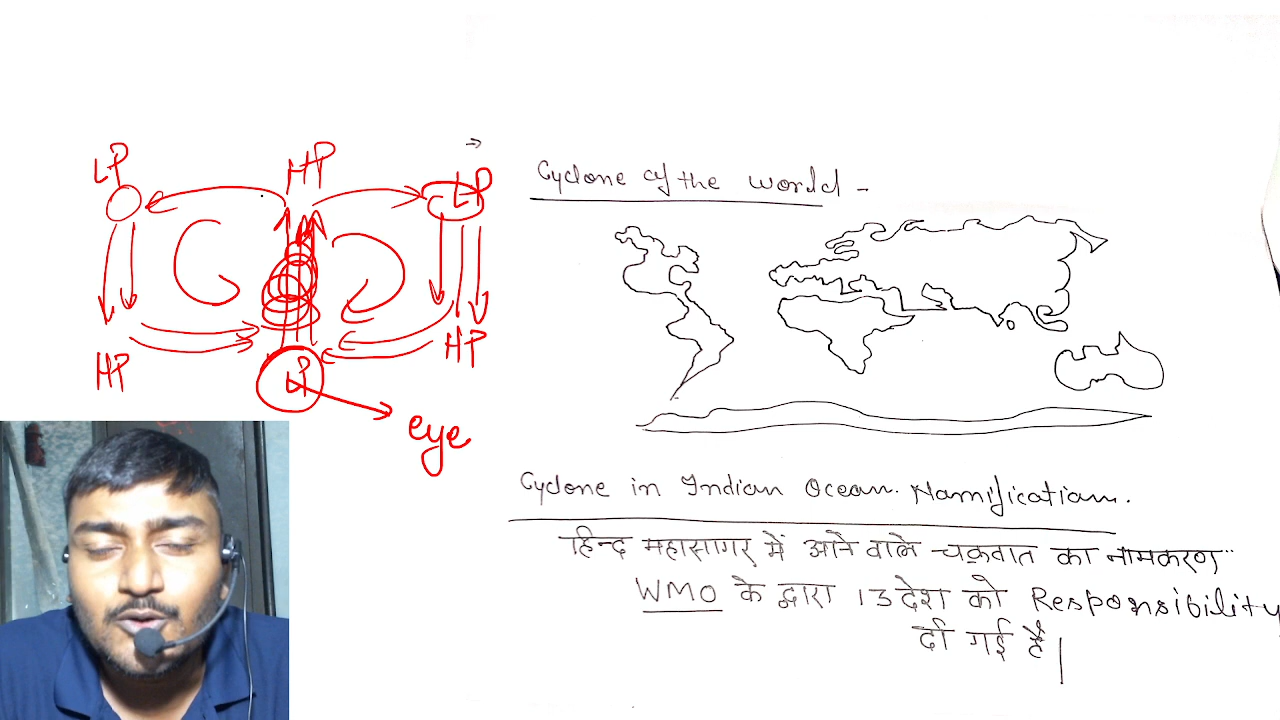 LP
HP
LP
HP
HP
LP
eye
Cyclone of the world -
Cyclone in Indian Ocean. Namification.
हिन्द महासागर में आने वाले चक्रवात का नामकरण
WMO के द्वारा 13 देश को Responsibility
दी गई है।